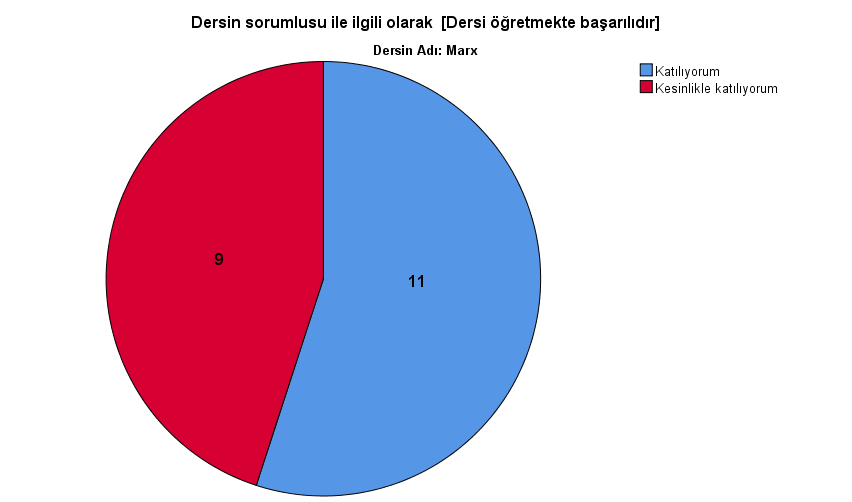 Dersin sorumlusu ile ilgili olarak  [Dersi öğretmekte başarılıdır]
Dersin Adı: Marx
Katılıyorum
Kesinlikle katılıyorum
9
11